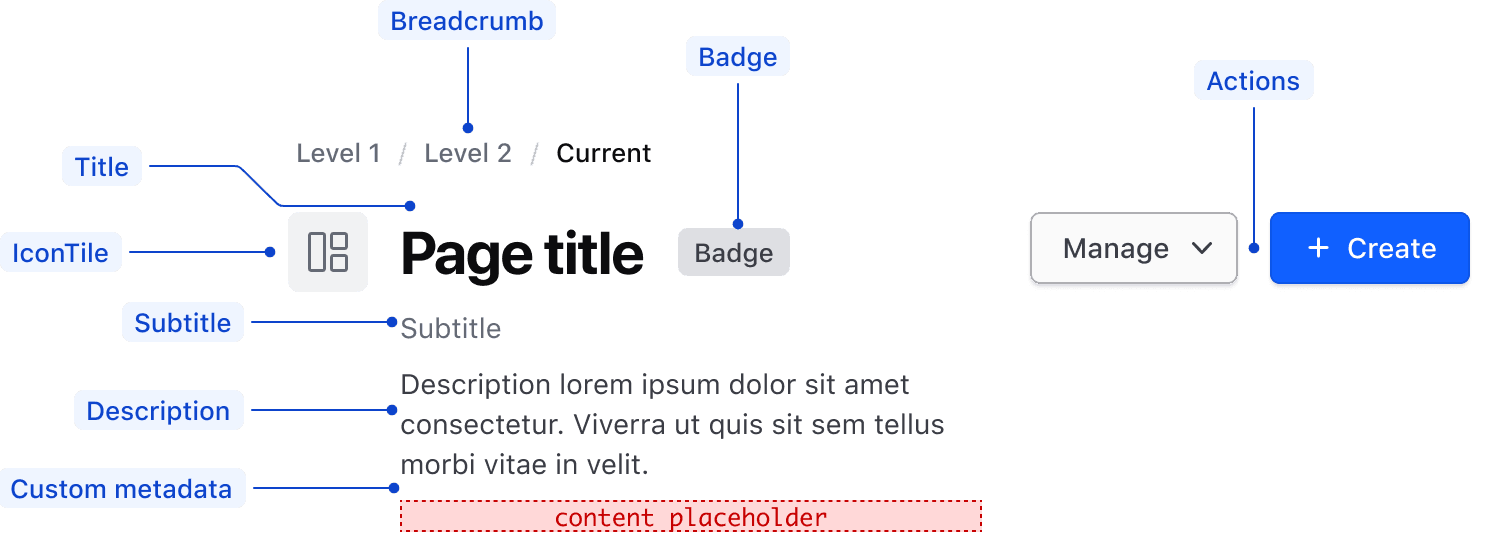 Breadcrumb
Badge
Actions
Level 1 / Level 2 / Current
Title
IconTile
Page title
Badge
Manage
+ Create
Subtitle
Subtitle
Description
Description lorem ipsum dolor sit amet
consectetur. Viverra ut quis sit sem tellus
morbi vitae in velit.
Custom metadata
content placeholder